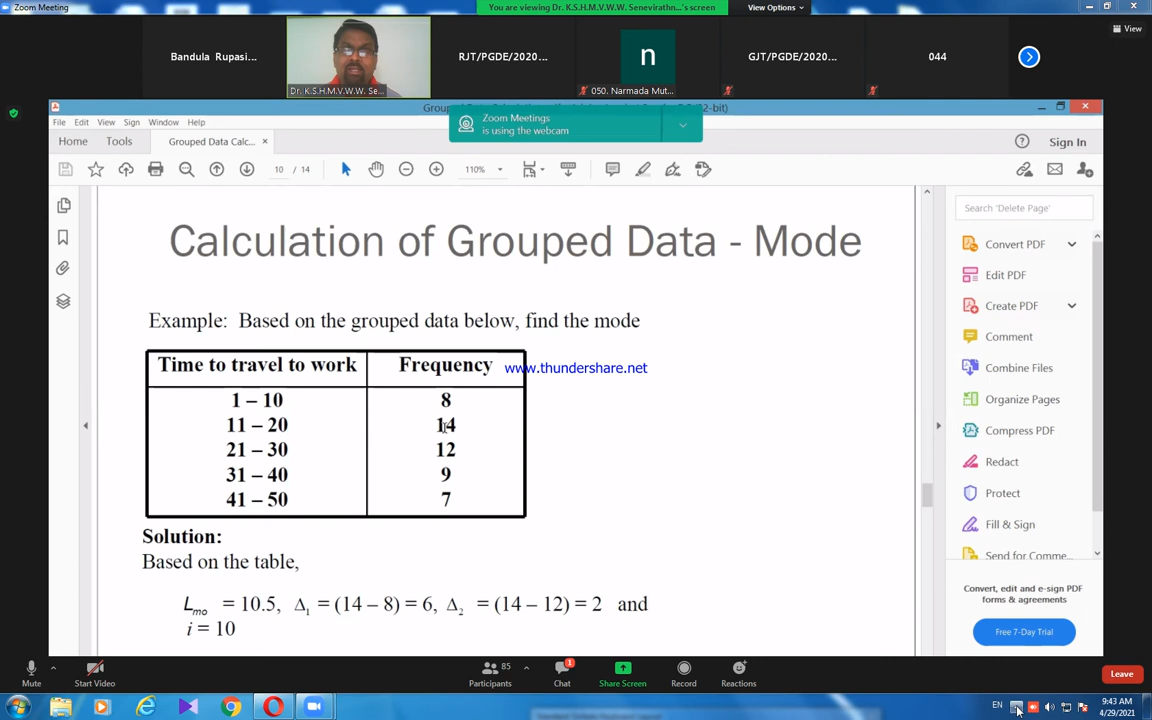 Zoom Meeting
You are viewing Dr. K.S.H.M.V.W.W. Senevirathn...'s screen
View Options
View
Bandula Rupasi...
Dr. K.S.H.M.V.W.W. Se...
RJT/PGDE/2020...
n
050. Narmada Mut...
GJT/PGDE/2020...
044
Zoom Meetings
is using the webcam
File Edit View Sign Window Help
Home Tools Grouped Data Calc... × Sign In
10 / 14 110%
Calculation of Grouped Data - Mode
Example: Based on the grouped data below, find the mode
Time to travel to work Frequency
www.thundershare.net
1 – 10 8
11 – 20 14
21 – 30 12
31 – 40 9
41 – 50 7
Solution:
Based on the table,
Lmo = 10.5, Δ1 = (14 – 8) = 6, Δ2 = (14 – 12) = 2 and
i = 10
Search 'Delete Page'
Convert PDF
Edit PDF
Create PDF
Comment
Combine Files
Organize Pages
Compress PDF
Redact
Protect
Fill & Sign
Send for Comme...
Convert, edit and e-sign PDF
forms & agreements
Free 7-Day Trial
Mute
Start Video
85
Participants
1
Chat
Share Screen
Record
Reactions
Leave
EN
9:43 AM
4/29/2021